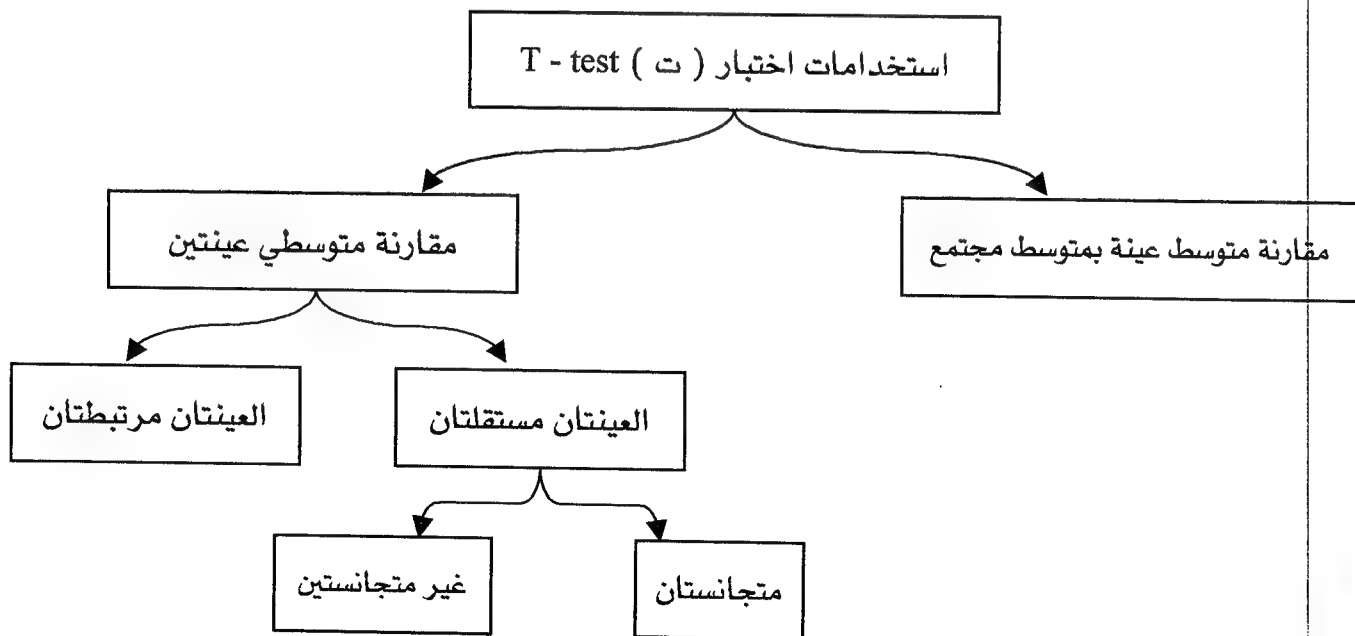 استخدامات اختبار ( ت ) T - test
مقارنة متوسط عينة بمتوسط مجتمع
مقارنة متوسطي عينتين
العينتان مستقلتان
العينتان مرتبطتان
متجانستان
غير متجانستين